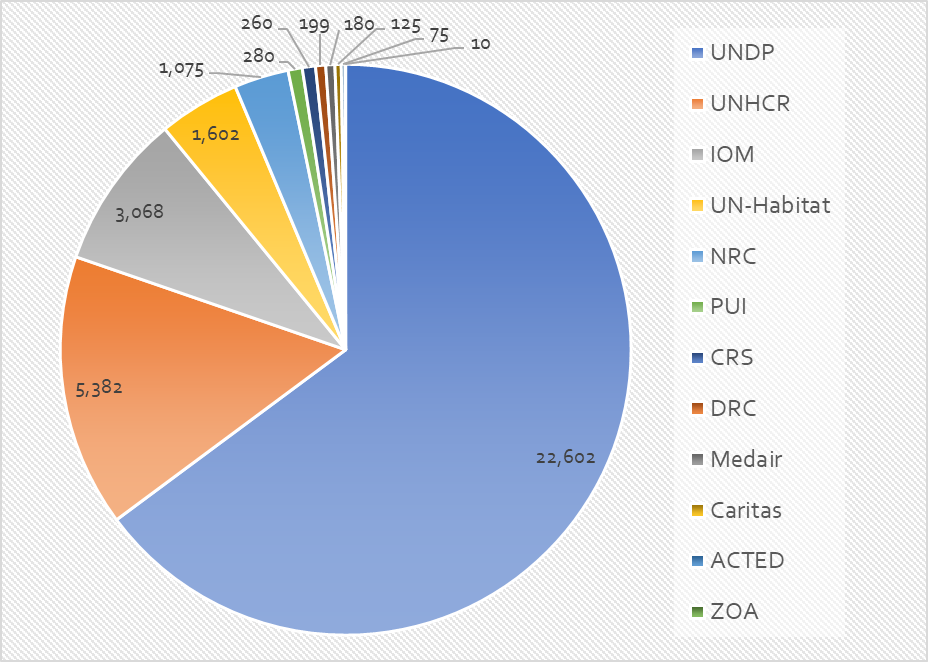 260
199
180
125
75
10
280
1,075
1,602
3,068
5,382
22,602
UNDP
UNHCR
IOM
UN-Habitat
NRC
PUI
CRS
DRC
Medair
Caritas
ACTED
ZOA